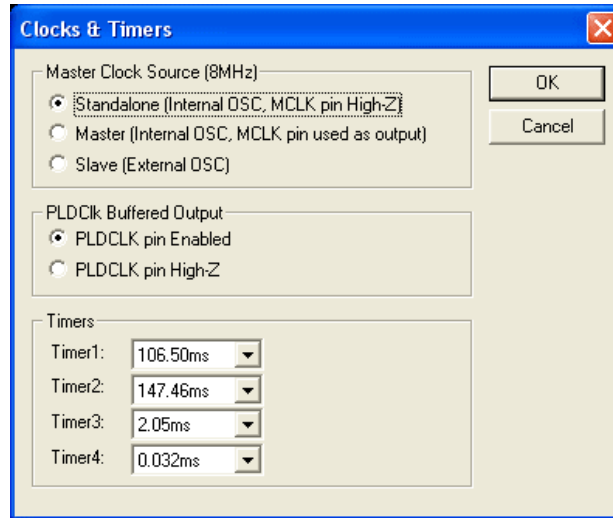 Clocks & Timers
Master Clock Source (8MHz)
Standalone (Internal OSC, MCLK pin High-Z)
Master (Internal OSC, MCLK pin used as output)
Slave (External OSC)
OK
Cancel
PLDClk Buffered Output
PLDCLK pin Enabled
PLDCLK pin High-Z
Timers
Timer1: 106.50ms
Timer2: 147.46ms
Timer3: 2.05ms
Timer4: 0.032ms